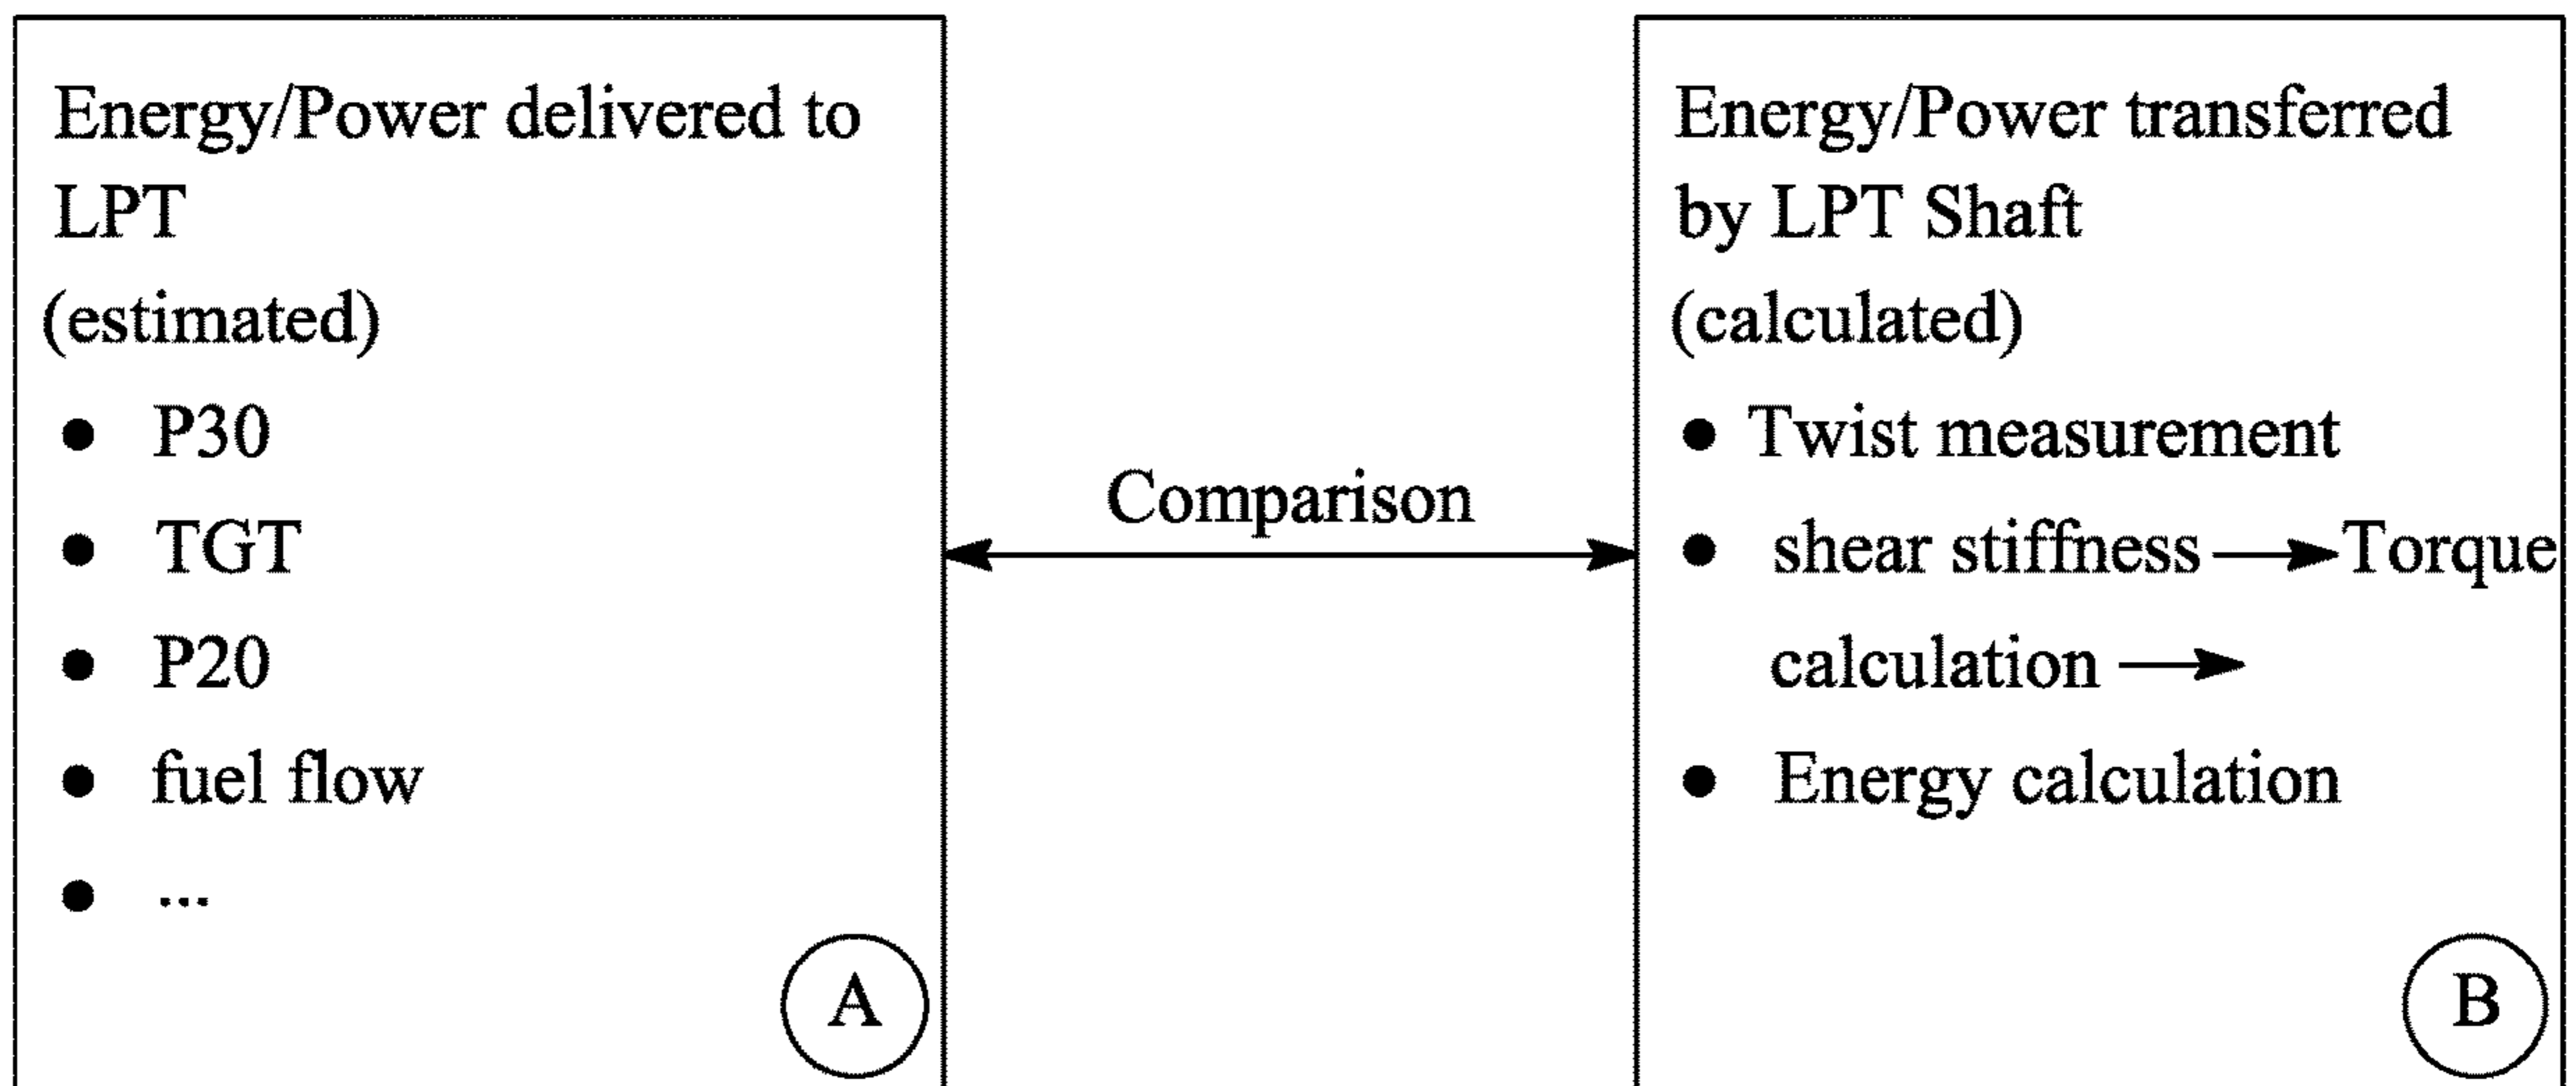 Energy/Power delivered to
LPT
(estimated)
● P30
● TGT
● P20
● fuel flow
● ...
A
Comparison
Energy/Power transferred
by LPT Shaft
(calculated)
● Twist measurement
● shear stiffness → Torque
calculation →
● Energy calculation
B